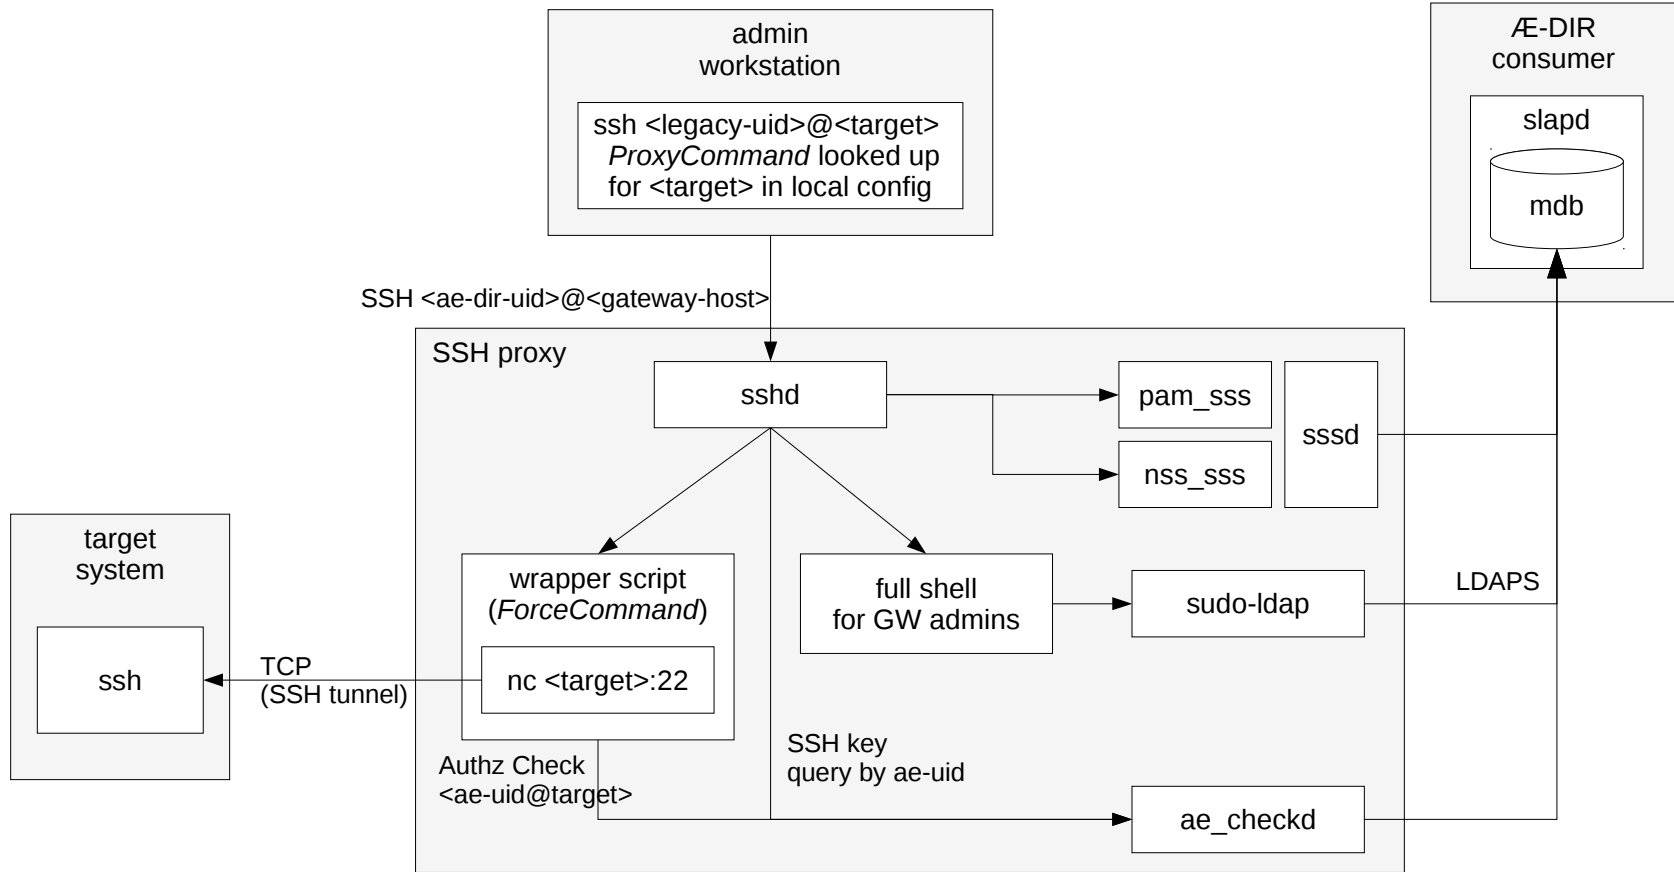 admin
workstation
ssh <legacy-uid>@<target>
ProxyCommand looked up
for <target> in local config
Æ-DIR
consumer
slapd
mdb
SSH <ae-dir-uid>@<gateway-host>
SSH proxy
sshd
pam_sss
nss_sss
sssd
target
system
ssh
TCP
(SSH tunnel)
wrapper script
(ForceCommand)
nc <target>:22
full shell
for GW admins
sudo-ldap
LDAPS
Authz Check
<ae-uid@target>
SSH key
query by ae-uid
ae_checkd